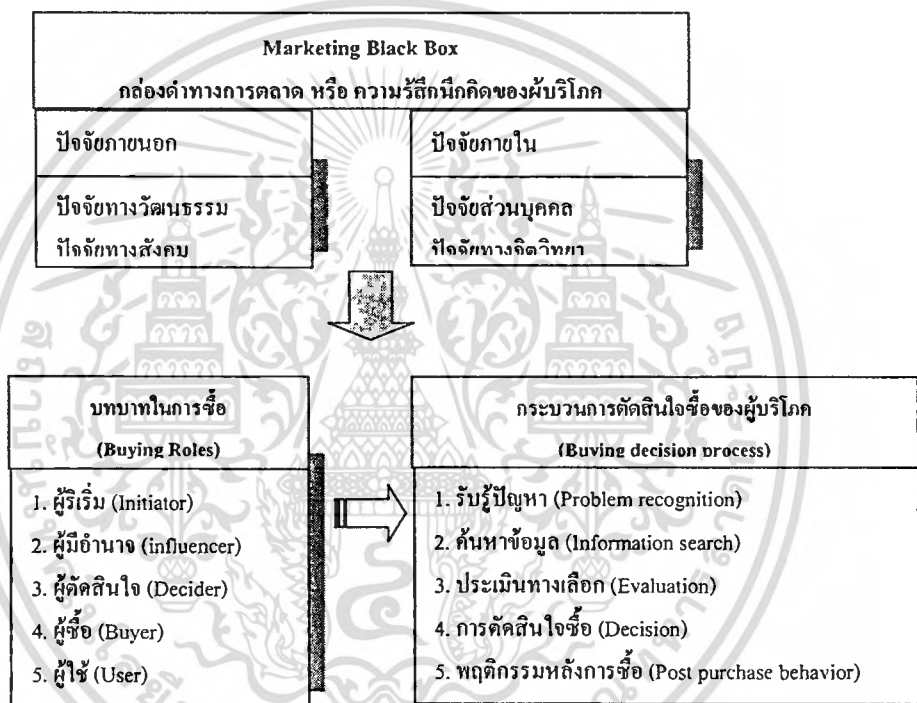 Marketing Black Box
กล่องดำทางการตลาด หรือ ความรู้สึกนึกคิดของผู้บริโภค
ปัจจัยภายนอก
ปัจจัยทางวัฒนธรรม
ปัจจัยทางสังคม
ปัจจัยภายใน
ปัจจัยส่วนบุคคล
ปัจจัยทางจิตวิทยา
บทบาทในการซื้อ
(Buying Roles)
1. ผู้ริเริ่ม (Initiator)
2. ผู้มีอำนาจ (influencer)
3. ผู้ตัดสินใจ (Decider)
4. ผู้ซื้อ (Buyer)
5. ผู้ใช้ (User)
กระบวนการตัดสินใจซื้อของผู้บริโภค
(Buying decision process)
1. รับรู้ปัญหา (Problem recognition)
2. ค้นหาข้อมูล (Information search)
3. ประเมินทางเลือก (Evaluation)
4. การตัดสินใจซื้อ (Decision)
5. พฤติกรรมหลังการซื้อ (Post purchase behavior)